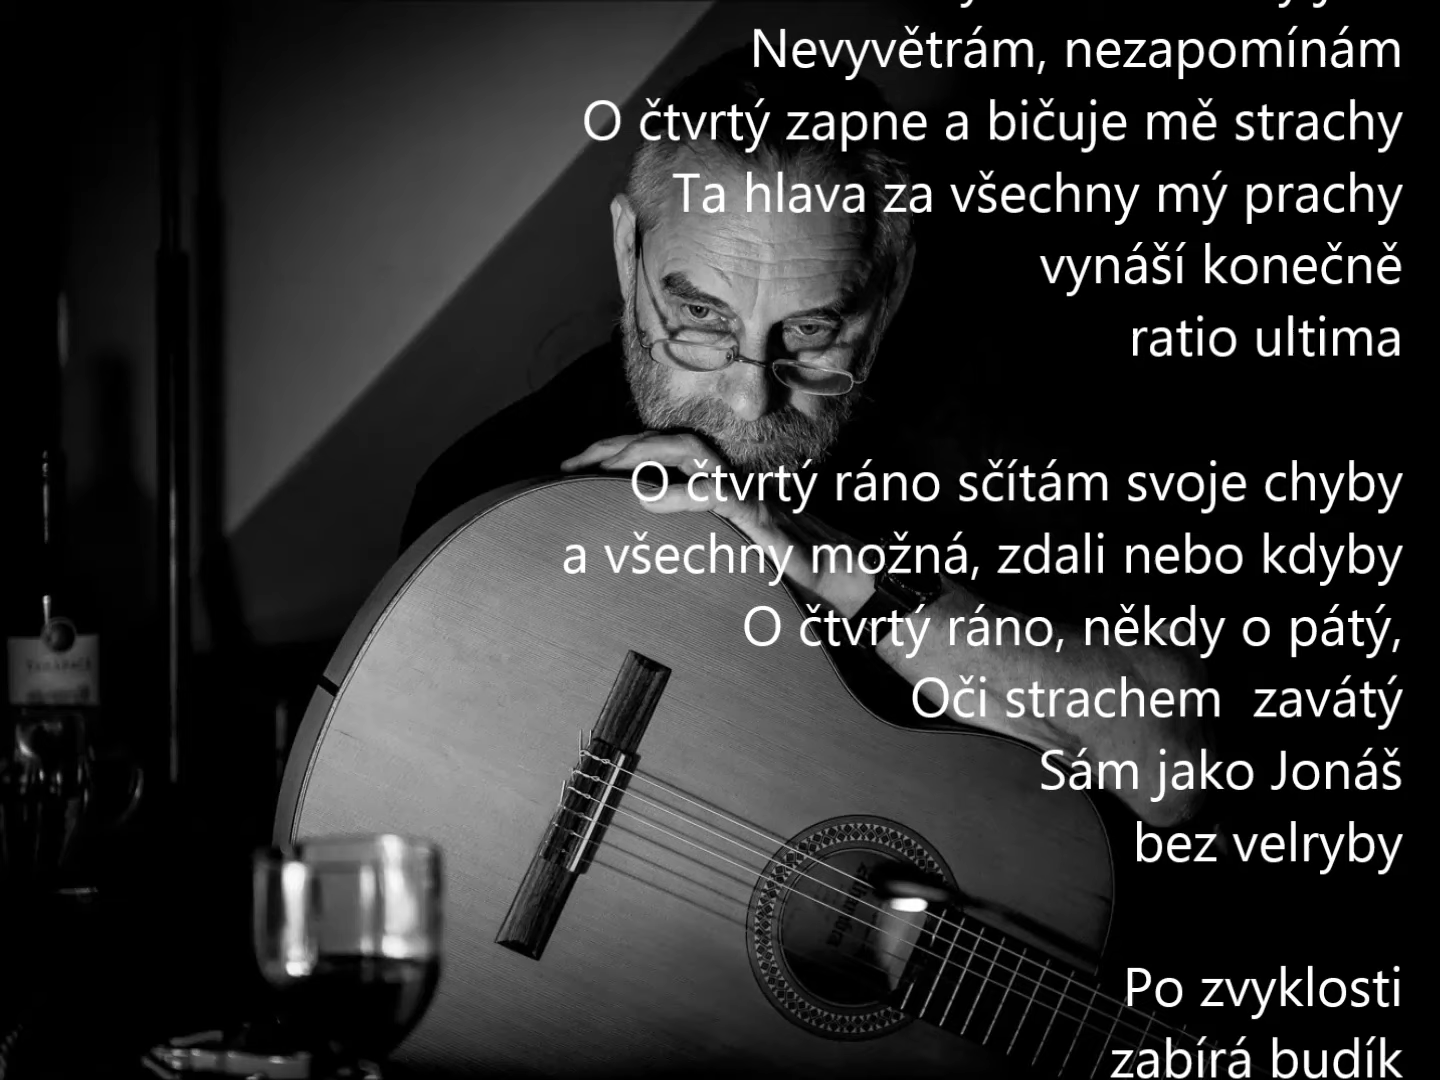 Nevyvětrám, nezapomínám
O čtvrtý zapne a bičuje mě strachy
Ta hlava za všechny mý prachy
vynáší konečně
ratio ultima
O čtvrtý ráno sčítám svoje chyby
a všechny možná, zdali nebo kdyby
O čtvrtý ráno, někdy o pátý,
Oči strachem zavátý
Sám jako Jonáš
bez velryby
Po zvyklosti
zabírá budík